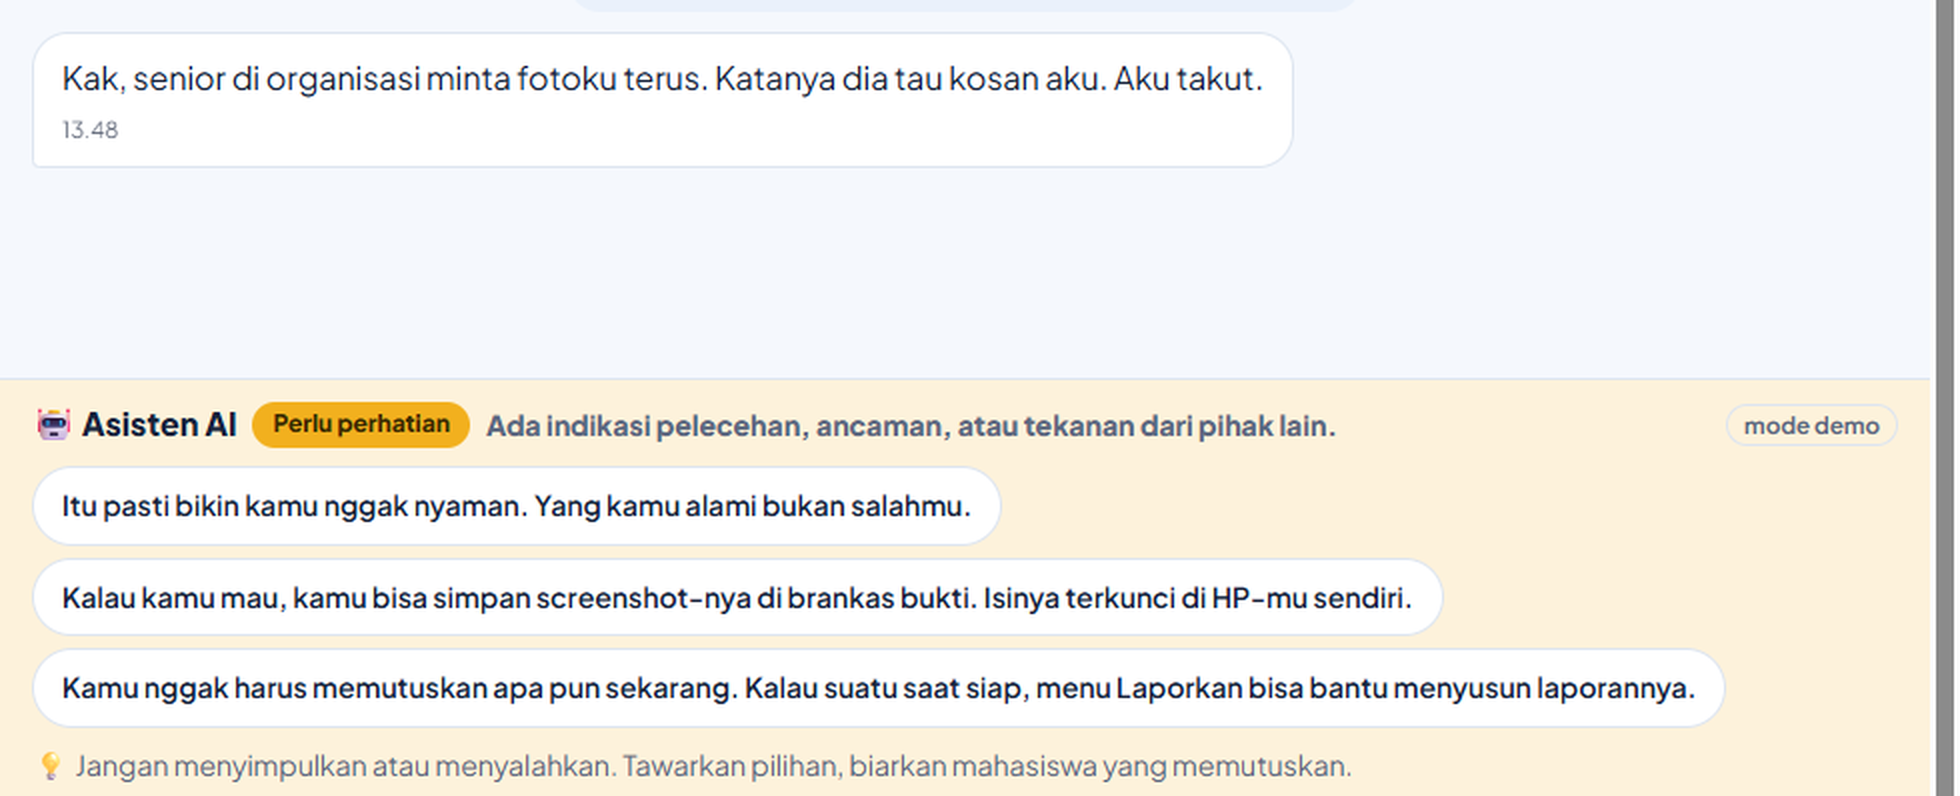 Kak, senior di organisasi minta fotoku terus. Katanya dia tau kosan aku. Aku takut.
13.48
Asisten AI Perlu perhatian Ada indikasi pelecehan, ancaman, atau tekanan dari pihak lain. mode demo
Itu pasti bikin kamu nggak nyaman. Yang kamu alami bukan salahmu.
Kalau kamu mau, kamu bisa simpan screenshot-nya di brankas bukti. Isinya terkunci di HP-mu sendiri.
Kamu nggak harus memutuskan apa pun sekarang. Kalau suatu saat siap, menu Laporkan bisa bantu menyusun laporannya.
Jangan menyimpulkan atau menyalahkan. Tawarkan pilihan, biarkan mahasiswa yang memutuskan.